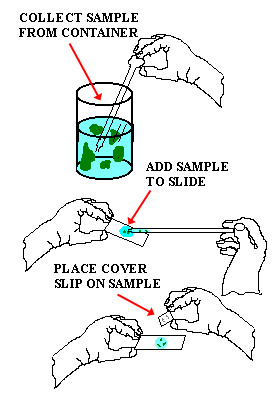 COLLECT SAMPLE
FROM CONTAINER
ADD SAMPLE
TO SLIDE
PLACE COVER
SLIP ON SAMPLE